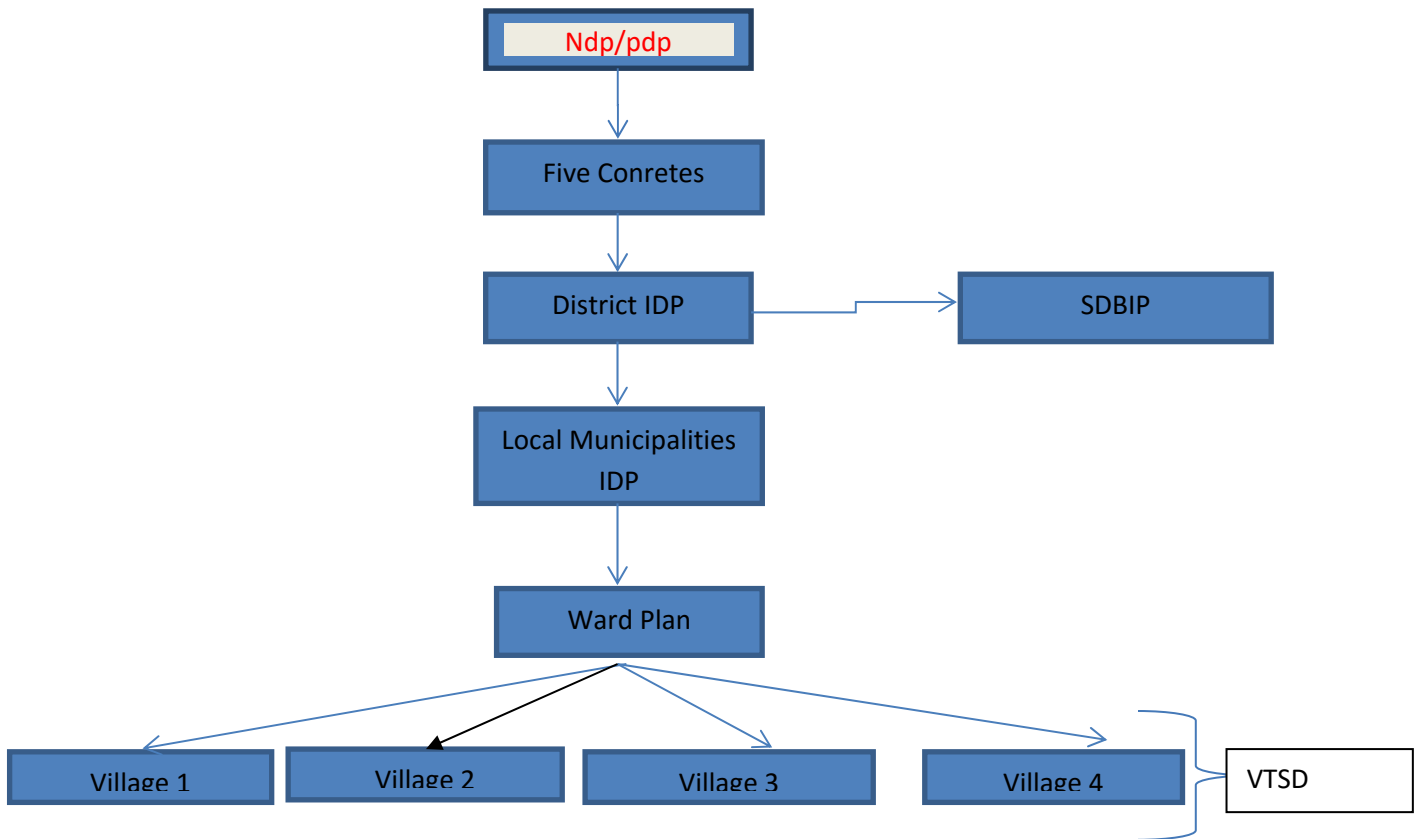 Ndp/pdp
Five Conretes
District IDP
SDBIP
Local Municipalities
IDP
Ward Plan
Village 1
Village 2
Village 3
Village 4
VTSD